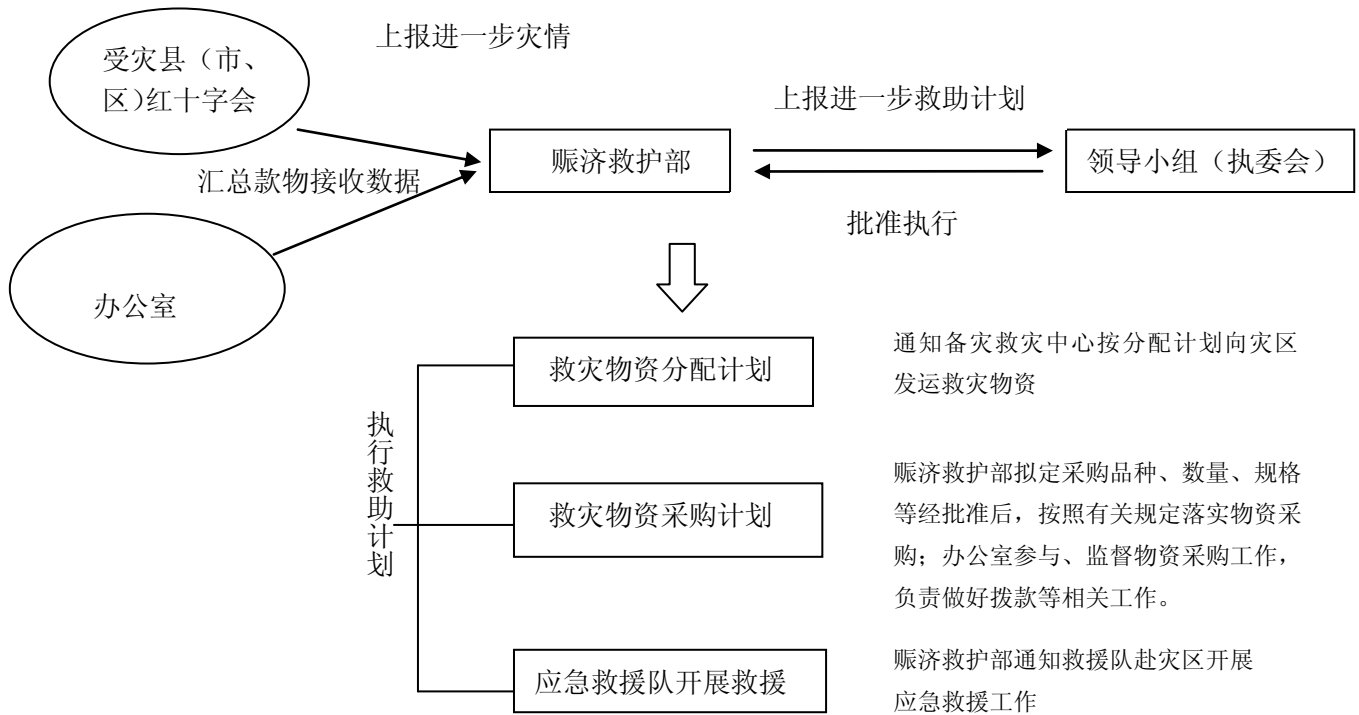 上报进一步灾情
受灾县（市、
区）红十字会
上报进一步救助计划
赈济救护部
领导小组（执委会）
汇总款物接收数据
批准执行
办公室
救灾物资分配计划
通知备灾救灾中心按分配计划向灾区
发运救灾物资
执行救助计划
救灾物资采购计划
赈济救护部拟定采购品种、数量、规格
等经批准后，按照有关规定落实物资采
购；办公室参与、监督物资采购工作，
负责做好拨款等相关工作。
应急救援队开展救援
赈济救护部通知救援队赴灾区开展
应急救援工作